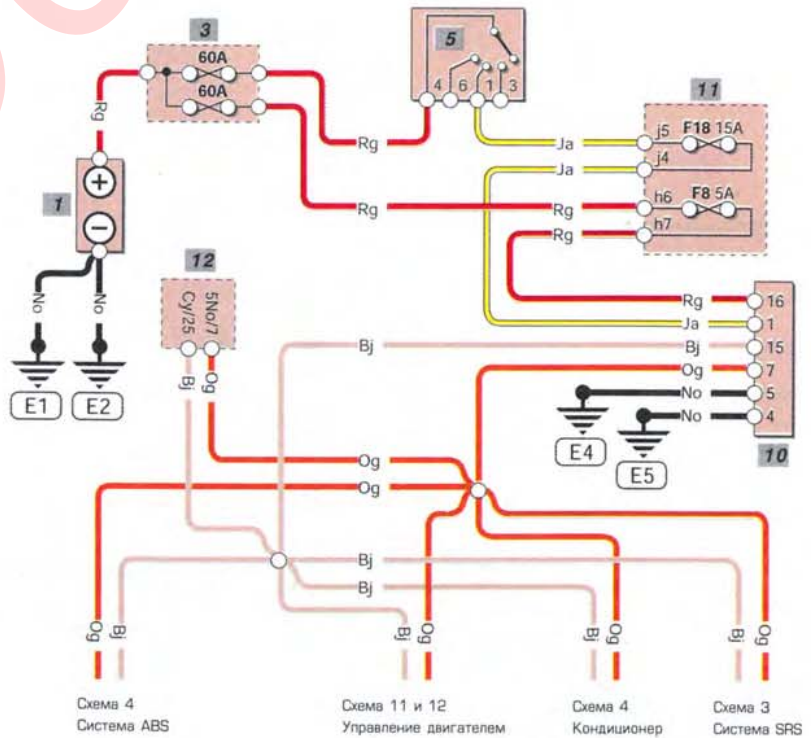 3
60A
60A
5
4 6 1 3
11
j5 F18 15A
j4
h6 F8 5A
h7
Rg
Rg
Ja
Ja
Rg
Rg
Rg
1
12
5No/7
Cy/25
No
No
E1
E2
Bj
Og
Bj
Rg
Ja
Bj
Og
No
No
16
1
15
7
5
4
10
E4
E5
Og
Og
Bj
Bj
Og
Bj
Bj
Og
Bj
Og
Bj
Og
Схема 4
Система ABS
Схема 11 и 12
Управление двигателем
Схема 4
Кондиционер
Схема 3
Система SRS